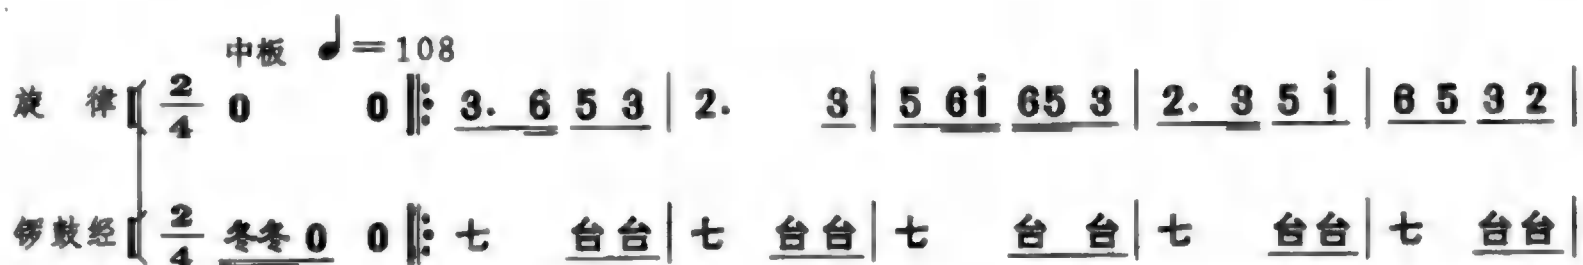 中板 ♩=108
旋 律 2/4 0 0 ‖: 3. 6 5 3 | 2. 3 | 5 6i̇ 65 3 | 2. 3 5 i̇ | 6 5 3 2 |
锣鼓经 2/4 冬冬 0 0 ‖: 七 台台 | 七 台台 | 七 台 台 | 七 台台 | 七 台台 |